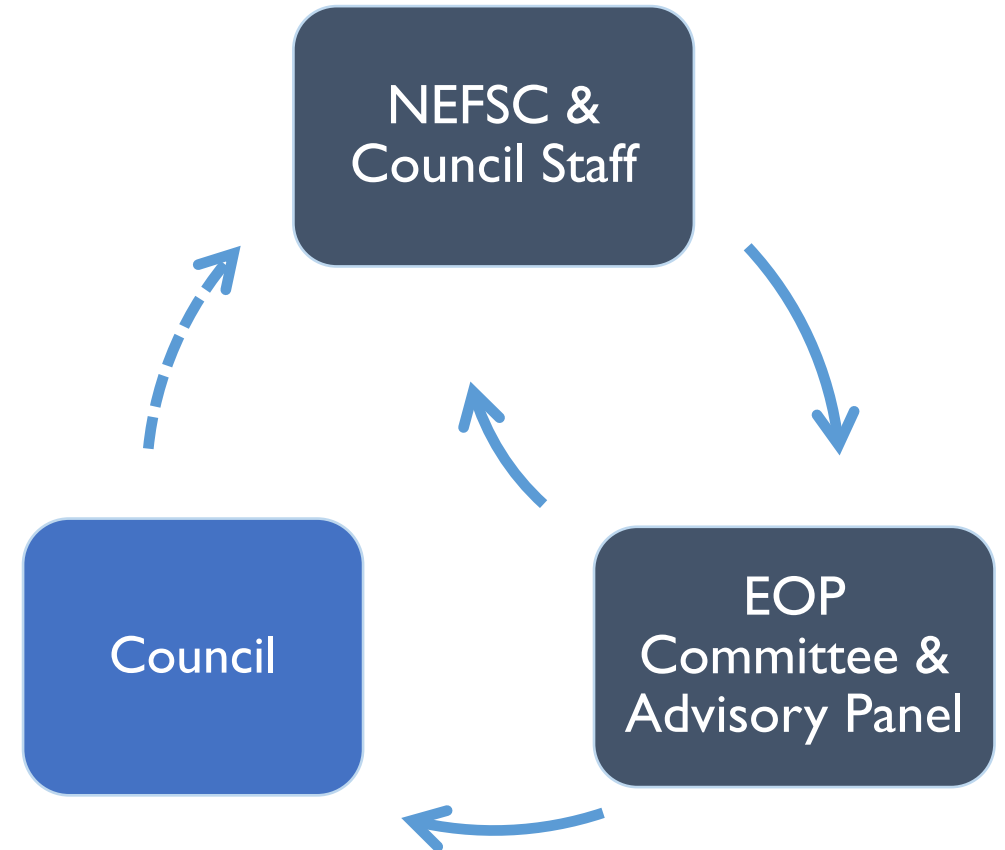 NEFSC &
Council Staff
Council
EOP
Committee &
Advisory Panel